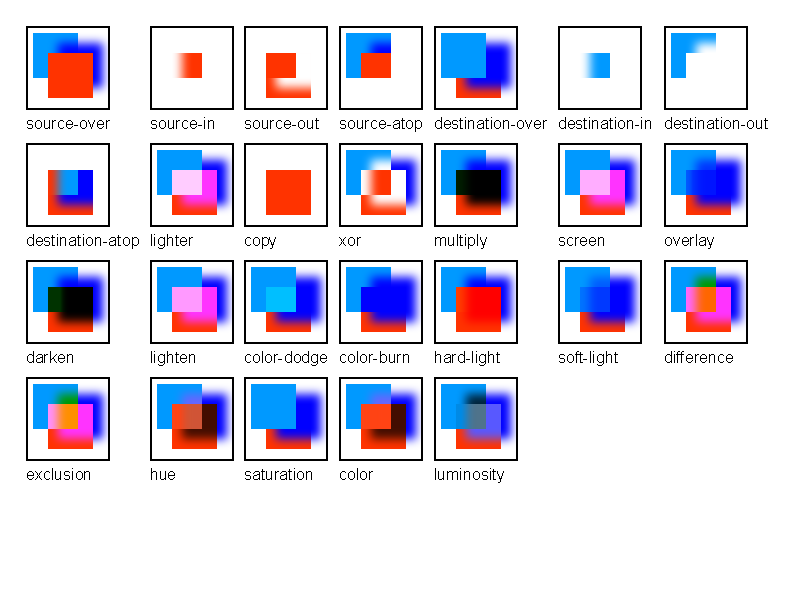 source-over source-in source-out source-atop destination-over destination-in destination-out
destination-atop lighter copy xor multiply screen overlay
darken lighten color-dodge color-burn hard-light soft-light difference
exclusion hue saturation color luminosity